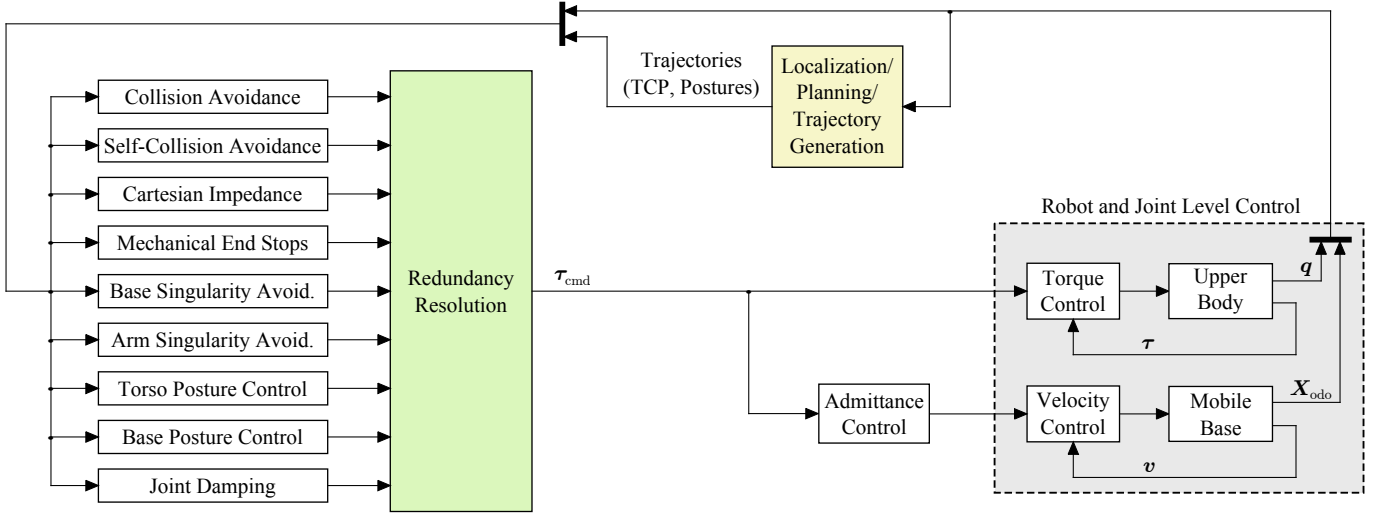 Trajectories
(TCP, Postures)
Localization/
Planning/
Trajectory
Generation
Collision Avoidance
Self-Collision Avoidance
Cartesian Impedance
Mechanical End Stops
Base Singularity Avoid.
Arm Singularity Avoid.
Torso Posture Control
Base Posture Control
Joint Damping
Redundancy
Resolution
τcmd
Admittance
Control
Robot and Joint Level Control
Torque
Control
Upper
Body
q
τ
Velocity
Control
Mobile
Base
Xodo
v